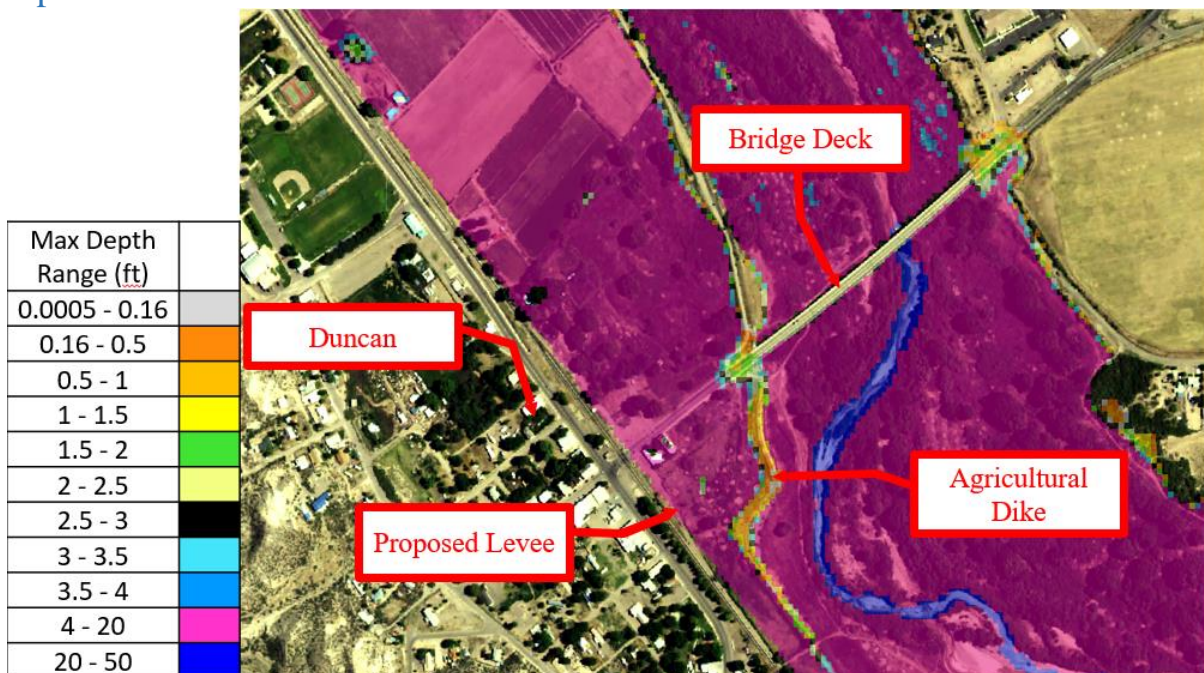 Max Depth
Range (ft)
0.0005 - 0.16
0.16 - 0.5
0.5 - 1
1 - 1.5
1.5 - 2
2 - 2.5
2.5 - 3
3 - 3.5
3.5 - 4
4 - 20
20 - 50
Bridge Deck
Duncan
Proposed Levee
Agricultural
Dike